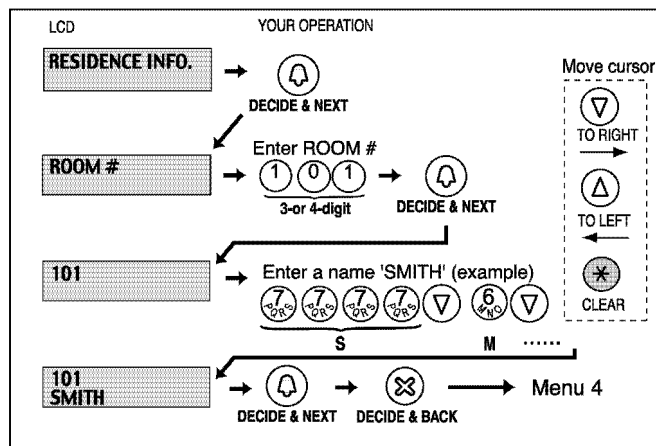 LCD YOUR OPERATION
RESIDENCE INFO.
DECIDE & NEXT
Move cursor
TO RIGHT
TO LEFT
CLEAR
ROOM #
Enter ROOM #
1 0 1
3-or 4-digit
DECIDE & NEXT
101
Enter a name 'SMITH' (example)
7 PQRS 7 PQRS 7 PQRS 7 PQRS 6 MNO
S M ......
101
SMITH
DECIDE & NEXT DECIDE & BACK Menu 4